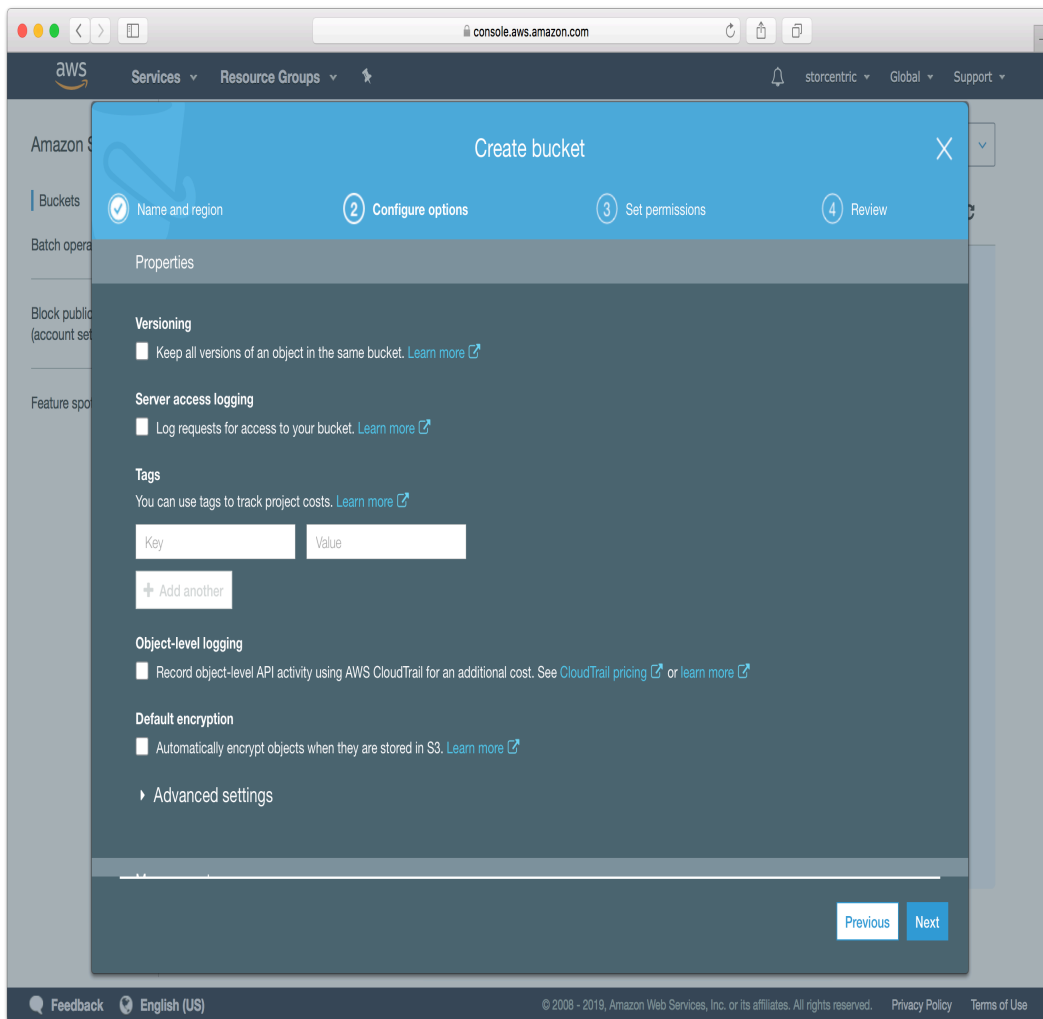 console.aws.amazon.com
aws
Services
Resource Groups
storcentric
Global
Support
Amazon S
Create bucket
Buckets
Name and region
2 Configure options
3 Set permissions
4 Review
Batch opera
Properties
Block public
(account set
Versioning
Keep all versions of an object in the same bucket. Learn more
Feature spo
Server access logging
Log requests for access to your bucket. Learn more
Tags
You can use tags to track project costs. Learn more
Key
Value
+ Add another
Object-level logging
Record object-level API activity using AWS CloudTrail for an additional cost. See CloudTrail pricing or learn more
Default encryption
Automatically encrypt objects when they are stored in S3. Learn more
Advanced settings
Previous
Next
Feedback
English (US)
© 2008 - 2019, Amazon Web Services, Inc. or its affiliates. All rights reserved.
Privacy Policy
Terms of Use